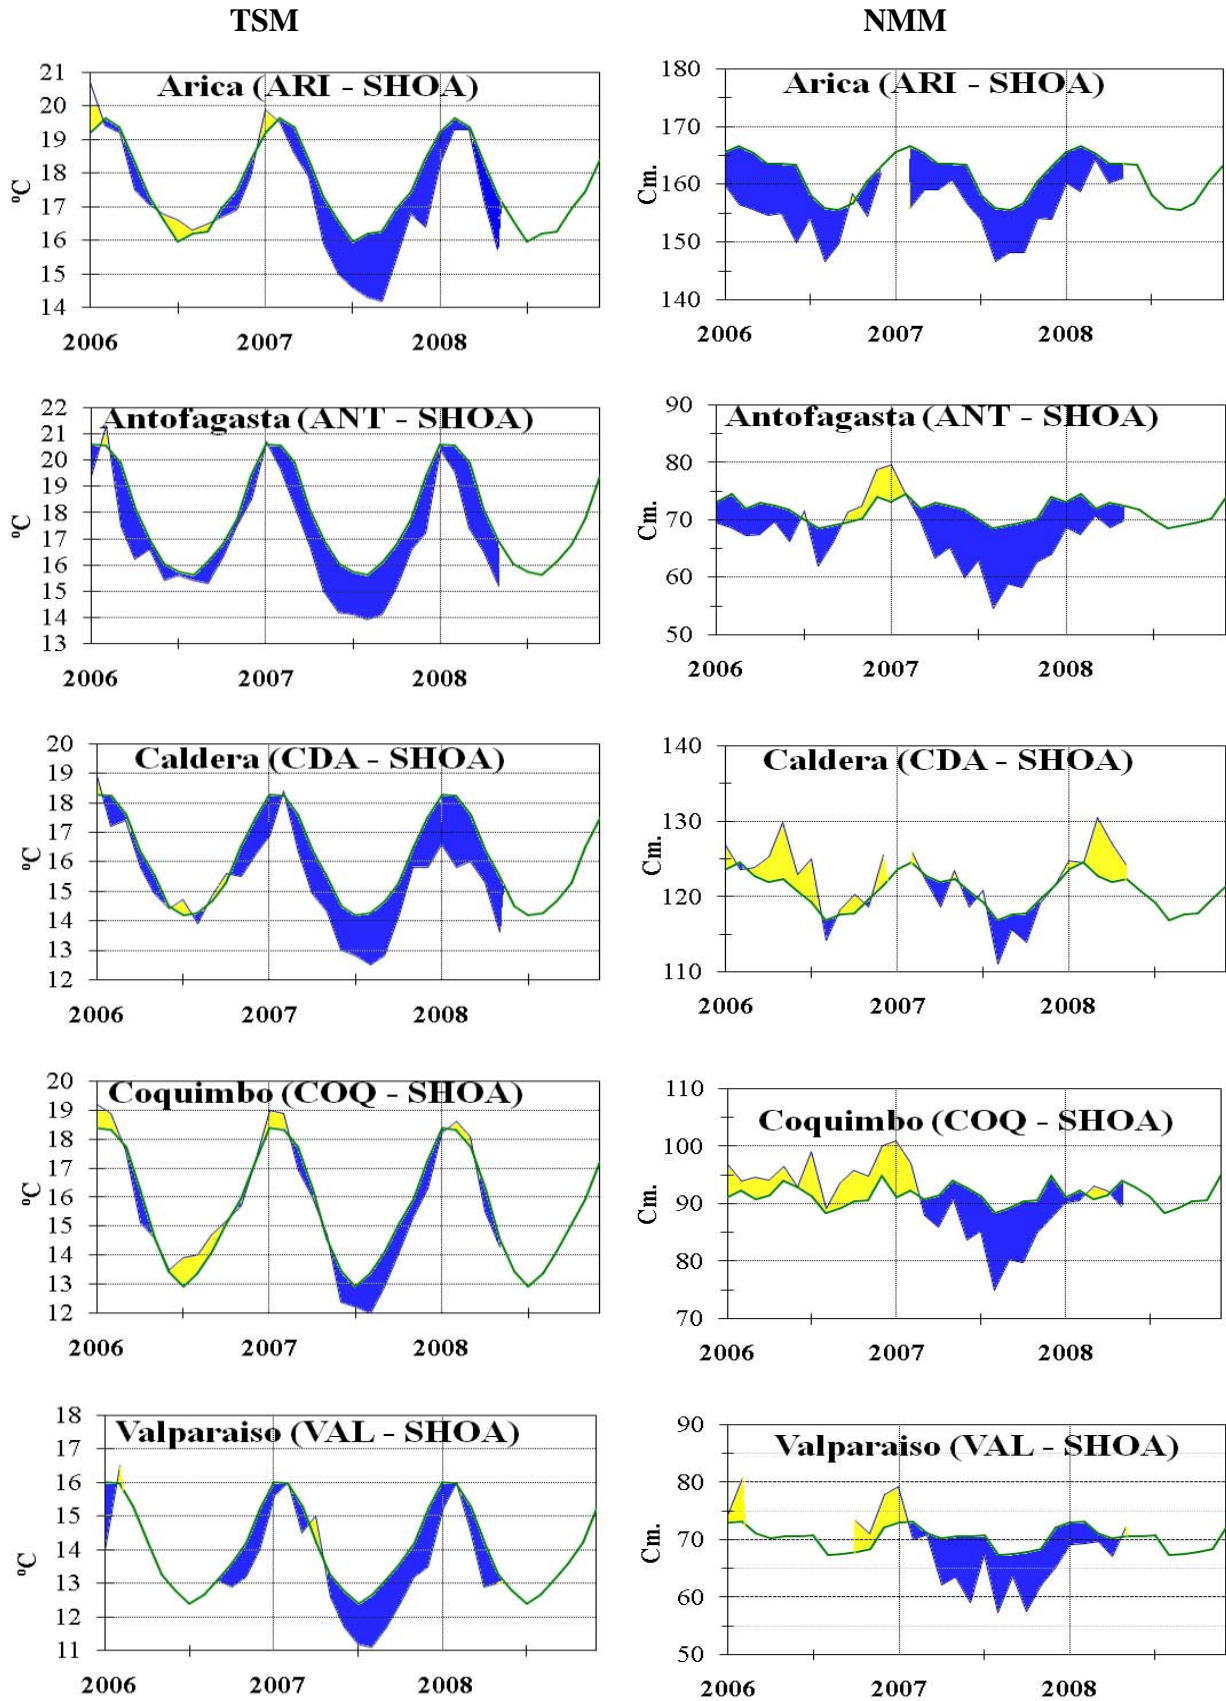 TSM
NMM
Arica (ARI - SHOA)
21
20
19
18
17
16
15
14
ºC
2006 2007 2008
Arica (ARI - SHOA)
180
170
160
150
140
Cm.
2006 2007 2008
Antofagasta (ANT - SHOA)
22
21
20
19
18
17
16
15
14
13
ºC
2006 2007 2008
Antofagasta (ANT - SHOA)
90
80
70
60
50
Cm.
2006 2007 2008
Caldera (CDA - SHOA)
20
19
18
17
16
15
14
13
12
ºC
2006 2007 2008
Caldera (CDA - SHOA)
140
130
120
110
Cm.
2006 2007 2008
Coquimbo (COQ - SHOA)
20
19
18
17
16
15
14
13
12
ºC
2006 2007 2008
Coquimbo (COQ - SHOA)
110
100
90
80
70
Cm.
2006 2007 2008
Valparaiso (VAL - SHOA)
18
17
16
15
14
13
12
11
ºC
2006 2007 2008
Valparaiso (VAL - SHOA)
90
80
70
60
50
Cm.
2006 2007 2008